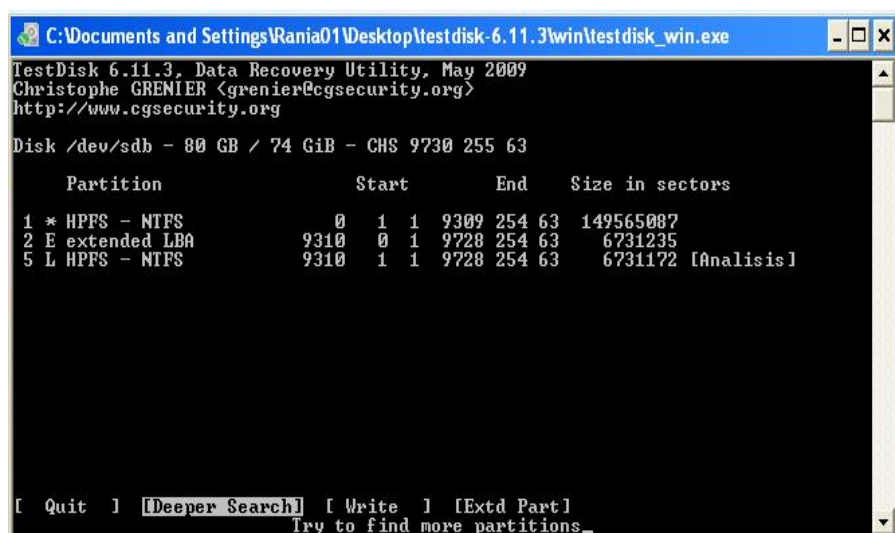 C:\Documents and Settings\Rania01\Desktop\testdisk-6.11.3\win\testdisk_win.exe
TestDisk 6.11.3, Data Recovery Utility, May 2009
Christophe GRENIER <grenier@cgsecurity.org>
http://www.cgsecurity.org
Disk /dev/sdb - 80 GB / 74 GiB - CHS 9730 255 63
Partition Start End Size in sectors
1 * HPFS - NTFS 0 1 1 9309 254 63 149565087
2 E extended LBA 9310 0 1 9728 254 63 6731235
5 L HPFS - NTFS 9310 1 1 9728 254 63 6731172 [Analisis]
[ Quit ] [Deeper Search] [ Write ] [Extd Part]
Try to find more partitions_